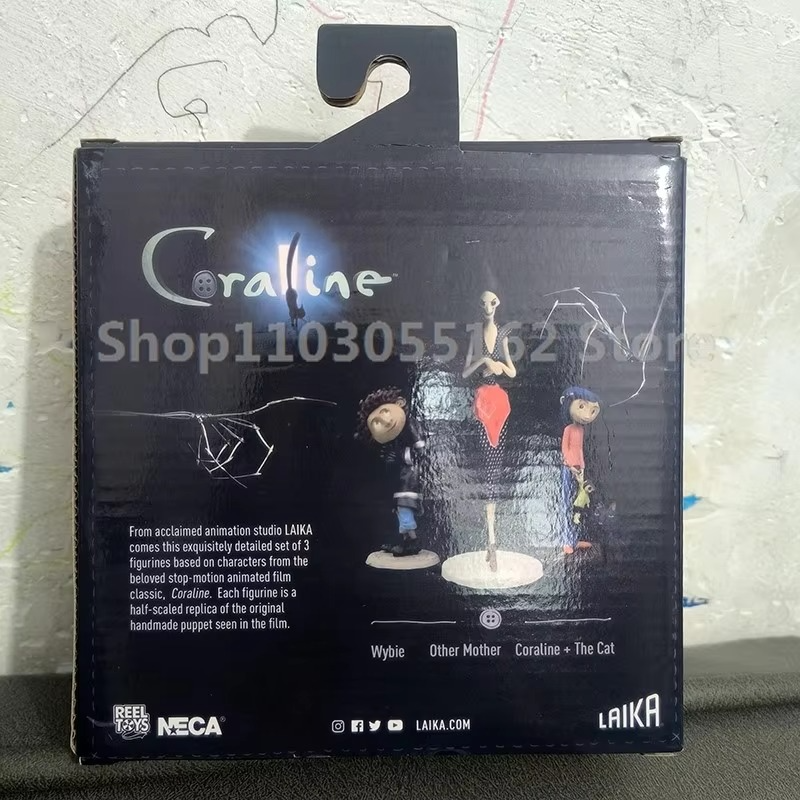 Coraline™
Shop1103055162 Store
From acclaimed animation studio LAIKA
comes this exquisitely detailed set of 3
figurines based on characters from the
beloved stop-motion animated film
classic, Coraline. Each figurine is a
half-scaled replica of the original
handmade puppet seen in the film.
Wybie Other Mother Coraline + The Cat
REEL
TOYS
NECA®
LAIKA.COM
LAIKA